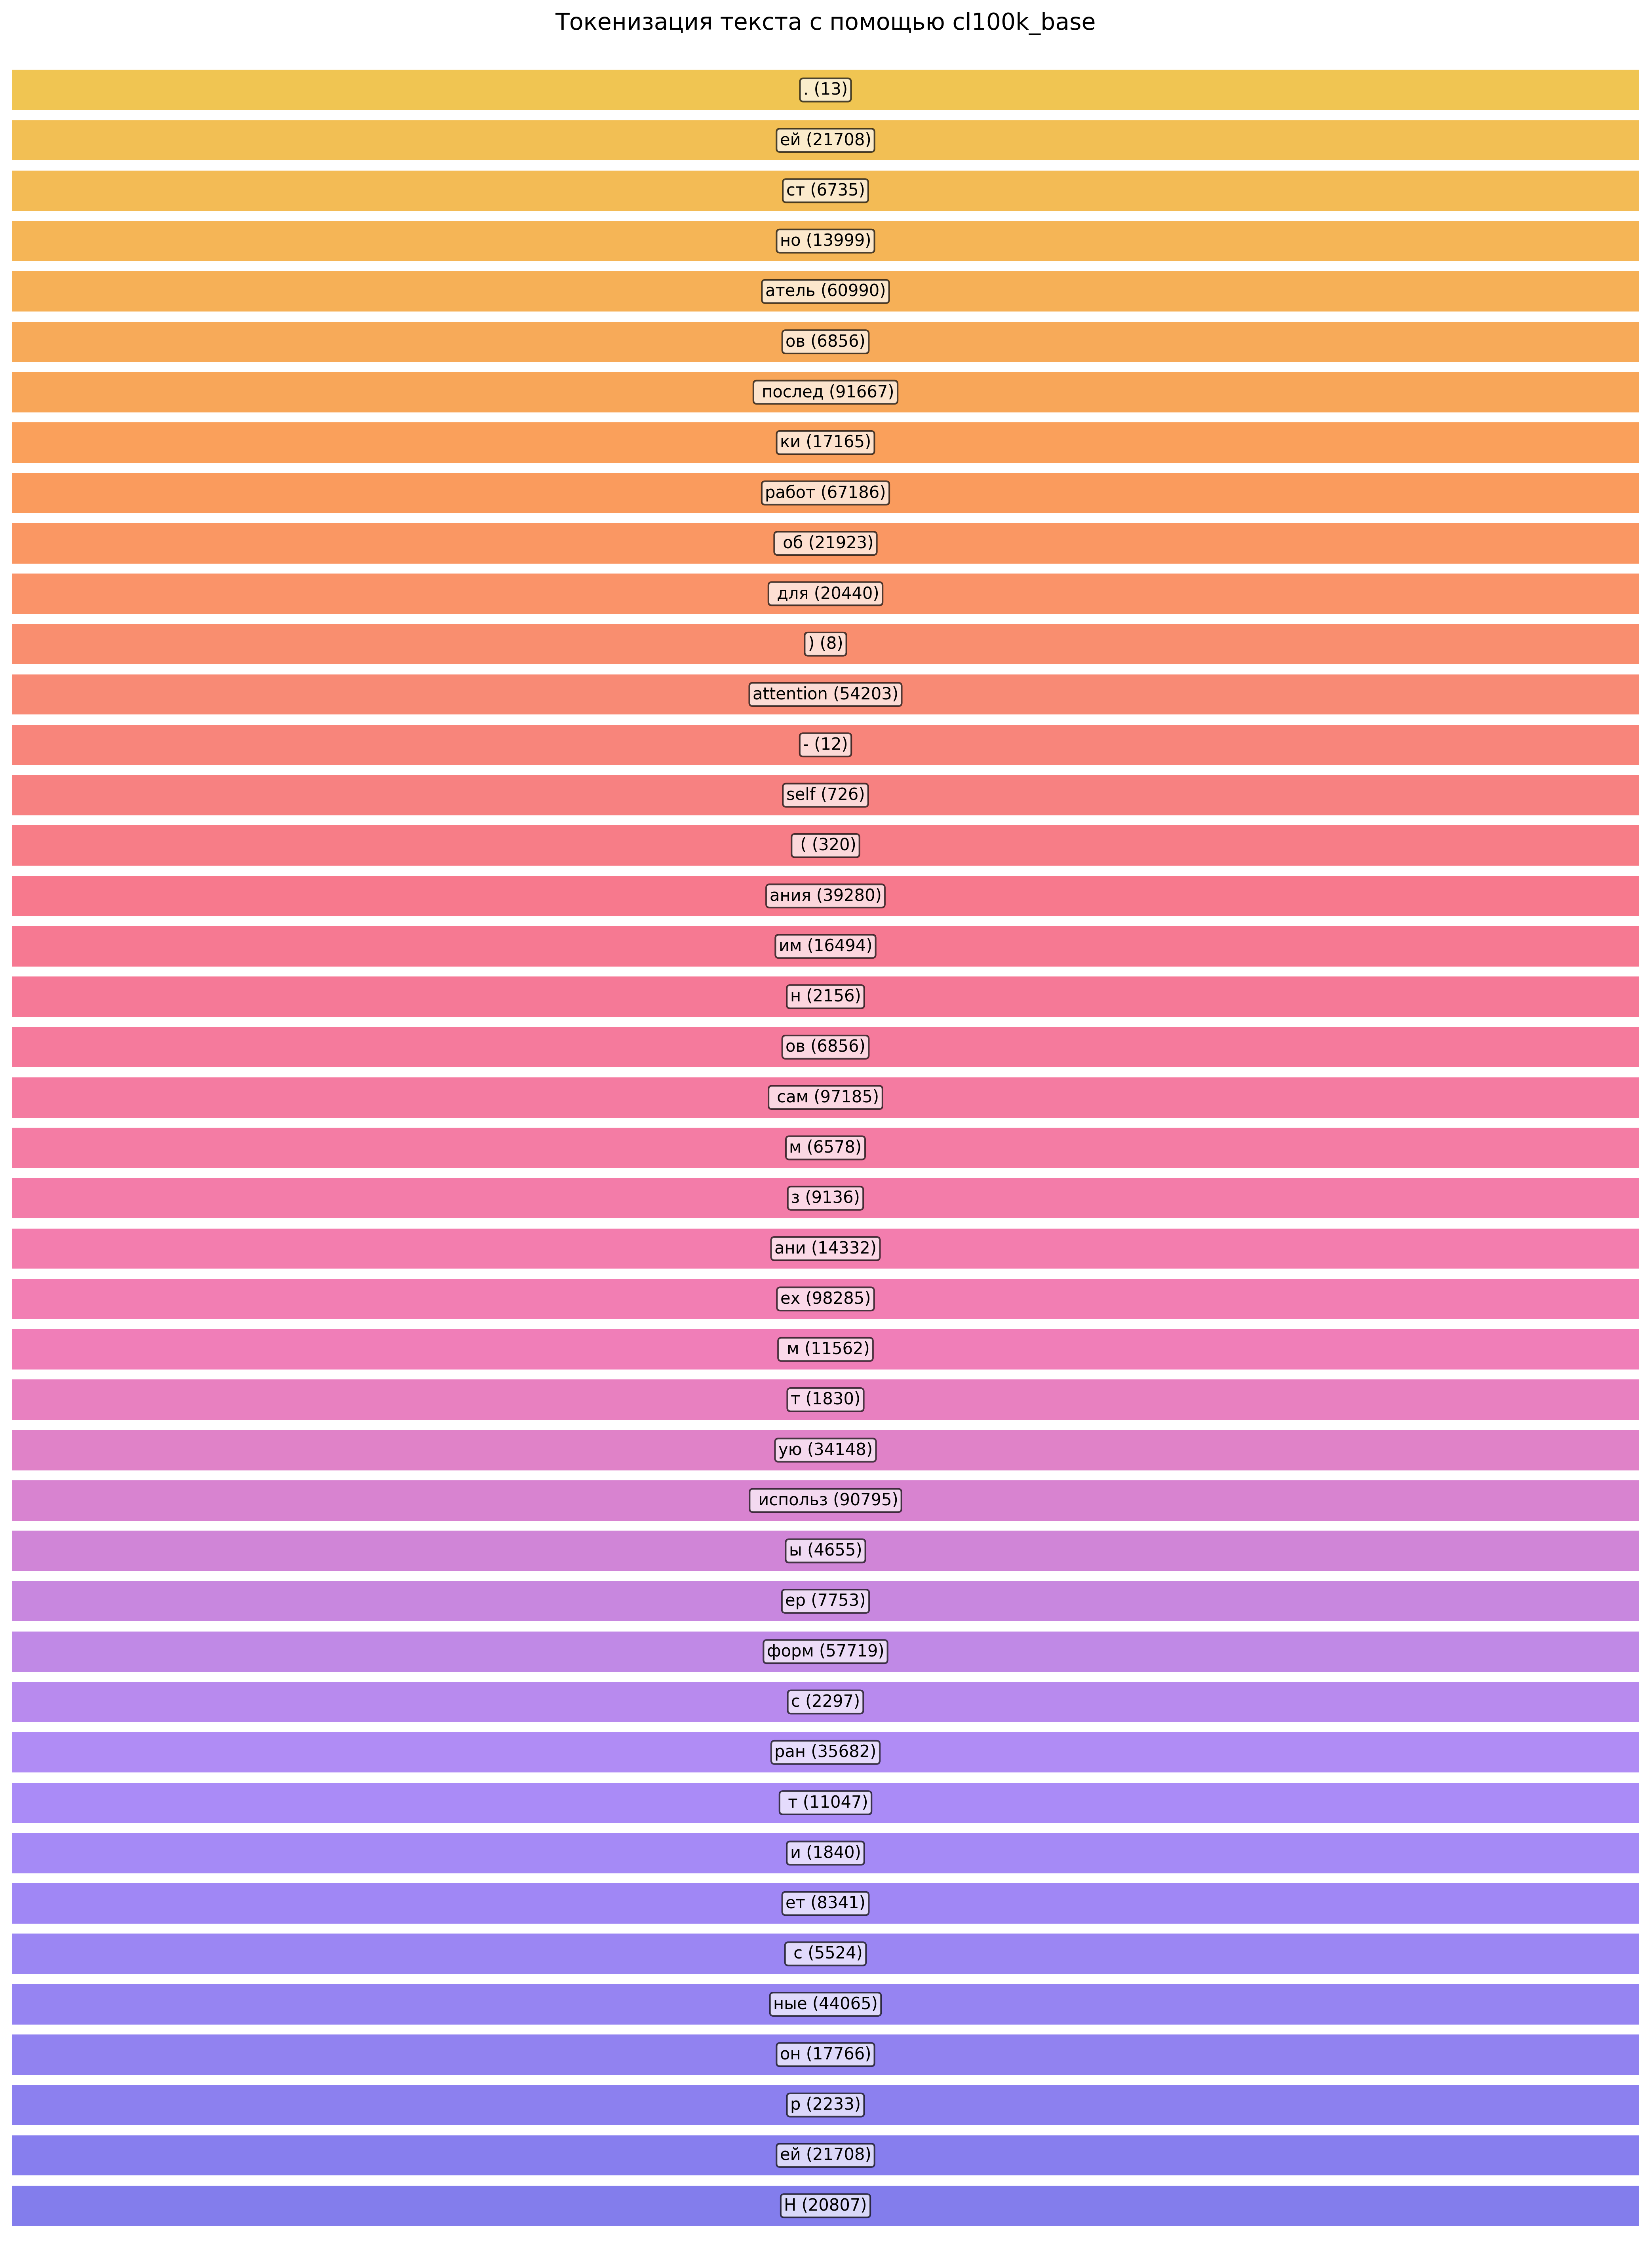 Токенизация текста с помощью cl100k_base
. (13)
ей (21708)
ст (6735)
но (13999)
атель (60990)
ов (6856)
послед (91667)
ки (17165)
работ (67186)
об (21923)
для (20440)
) (8)
attention (54203)
- (12)
self (726)
( (320)
ания (39280)
им (16494)
н (2156)
ов (6856)
сам (97185)
м (6578)
з (9136)
ани (14332)
ех (98285)
м (11562)
т (1830)
ую (34148)
использ (90795)
ы (4655)
ер (7753)
форм (57719)
с (2297)
ран (35682)
т (11047)
и (1840)
ет (8341)
с (5524)
ные (44065)
он (17766)
р (2233)
ей (21708)
Н (20807)